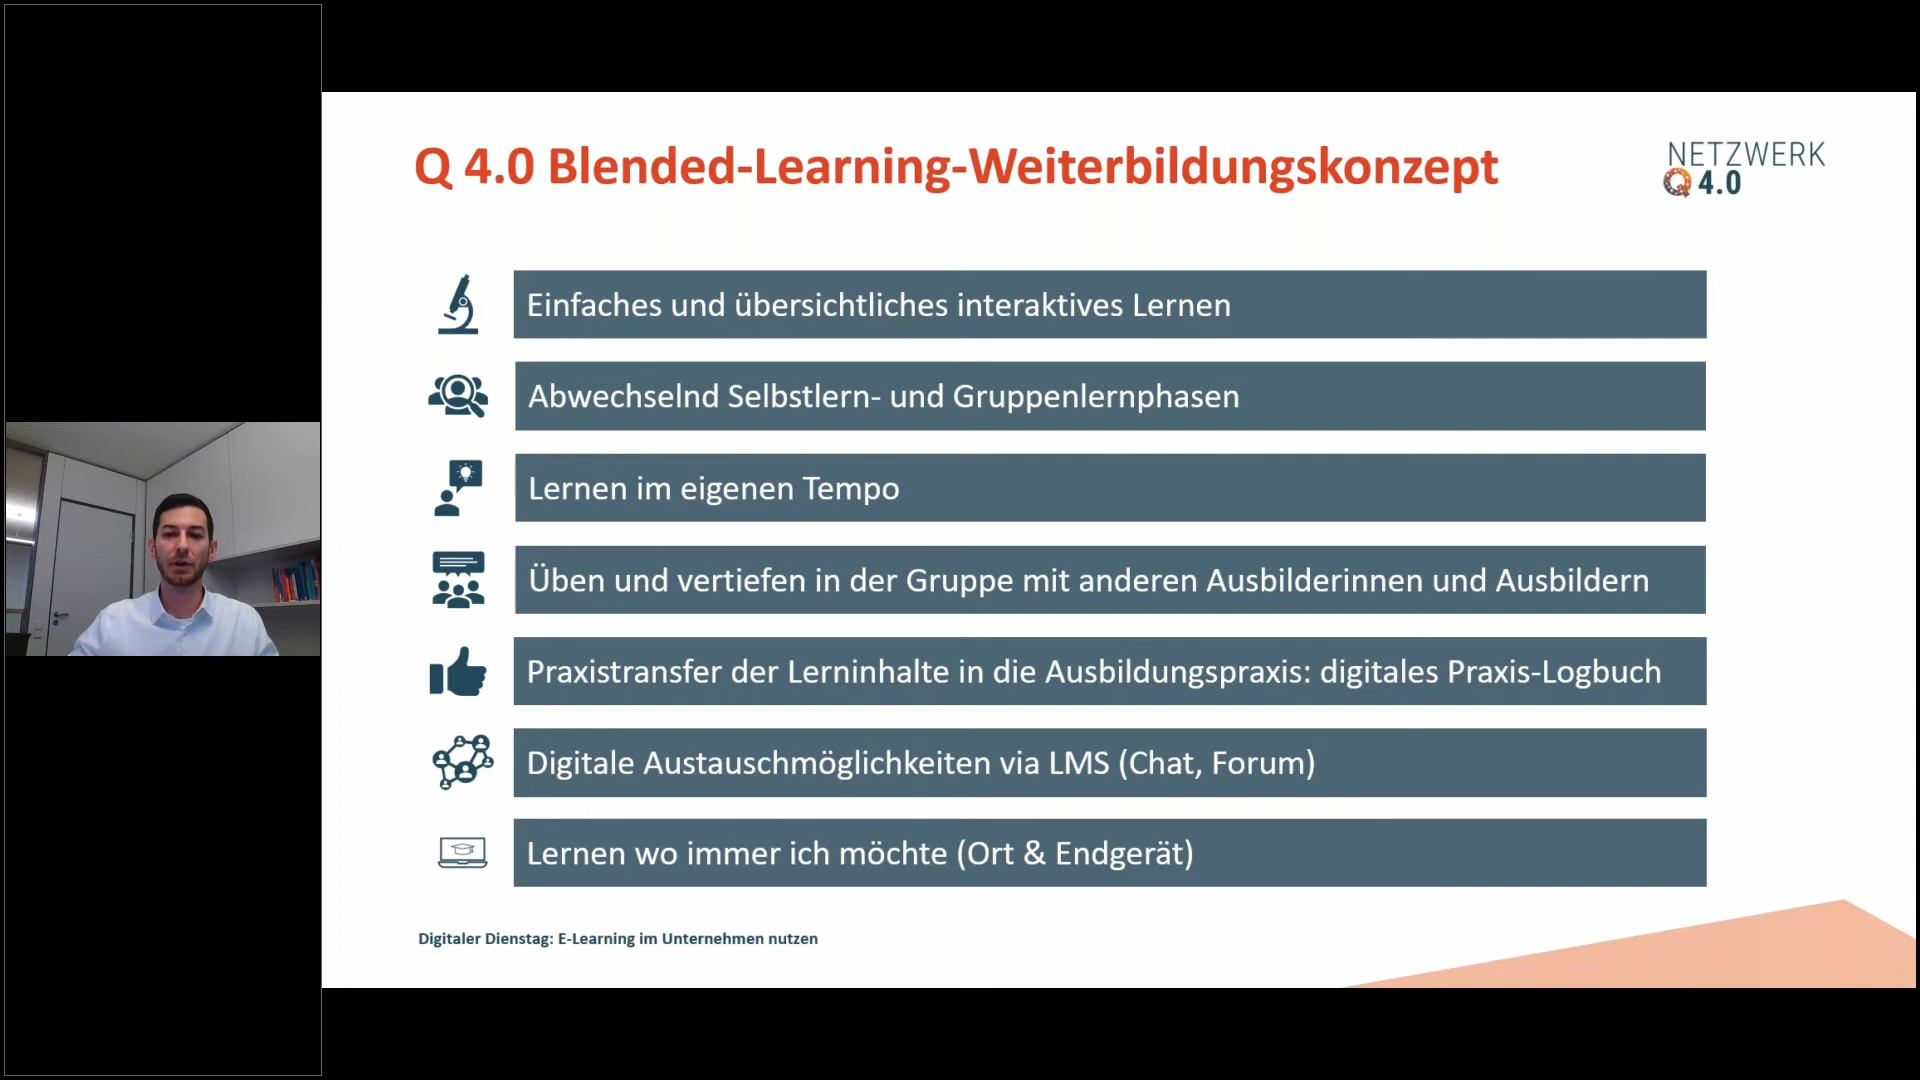 Q 4.0 Blended-Learning-Weiterbildungskonzept
NETZWERK
Q 4.0
Einfaches und übersichtliches interaktives Lernen
Abwechselnd Selbstlern- und Gruppenlernphasen
Lernen im eigenen Tempo
Üben und vertiefen in der Gruppe mit anderen Ausbilderinnen und Ausbildern
Praxistransfer der Lerninhalte in die Ausbildungspraxis: digitales Praxis-Logbuch
Digitale Austauschmöglichkeiten via LMS (Chat, Forum)
Lernen wo immer ich möchte (Ort & Endgerät)
Digitaler Dienstag: E-Learning im Unternehmen nutzen